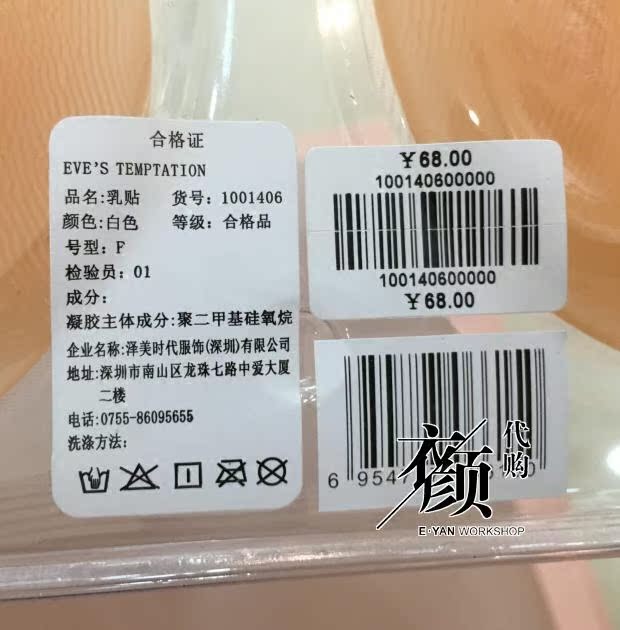 合格证
EVE'S TEMPTATION
品名:乳贴 货号: 1001406
颜色:白色 等级: 合格品
号型: F
检验员: 01
成分:
凝胶主体成分:聚二甲基硅氧烷
企业名称:泽美时代服饰(深圳)有限公司
地址:深圳市南山区龙珠七路中爱大厦
二楼
电话:0755-86095655
洗涤方法:
￥68.00
100140600000
100140600000
￥68.00
6 954
衣颜
代购
E·YAN WORKSHOP